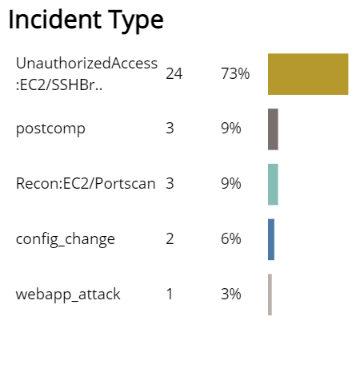 Incident Type
UnauthorizedAccess
:EC2/SSHBr.. 24 73%
postcomp 3 9%
Recon:EC2/Portscan 3 9%
config_change 2 6%
webapp_attack 1 3%